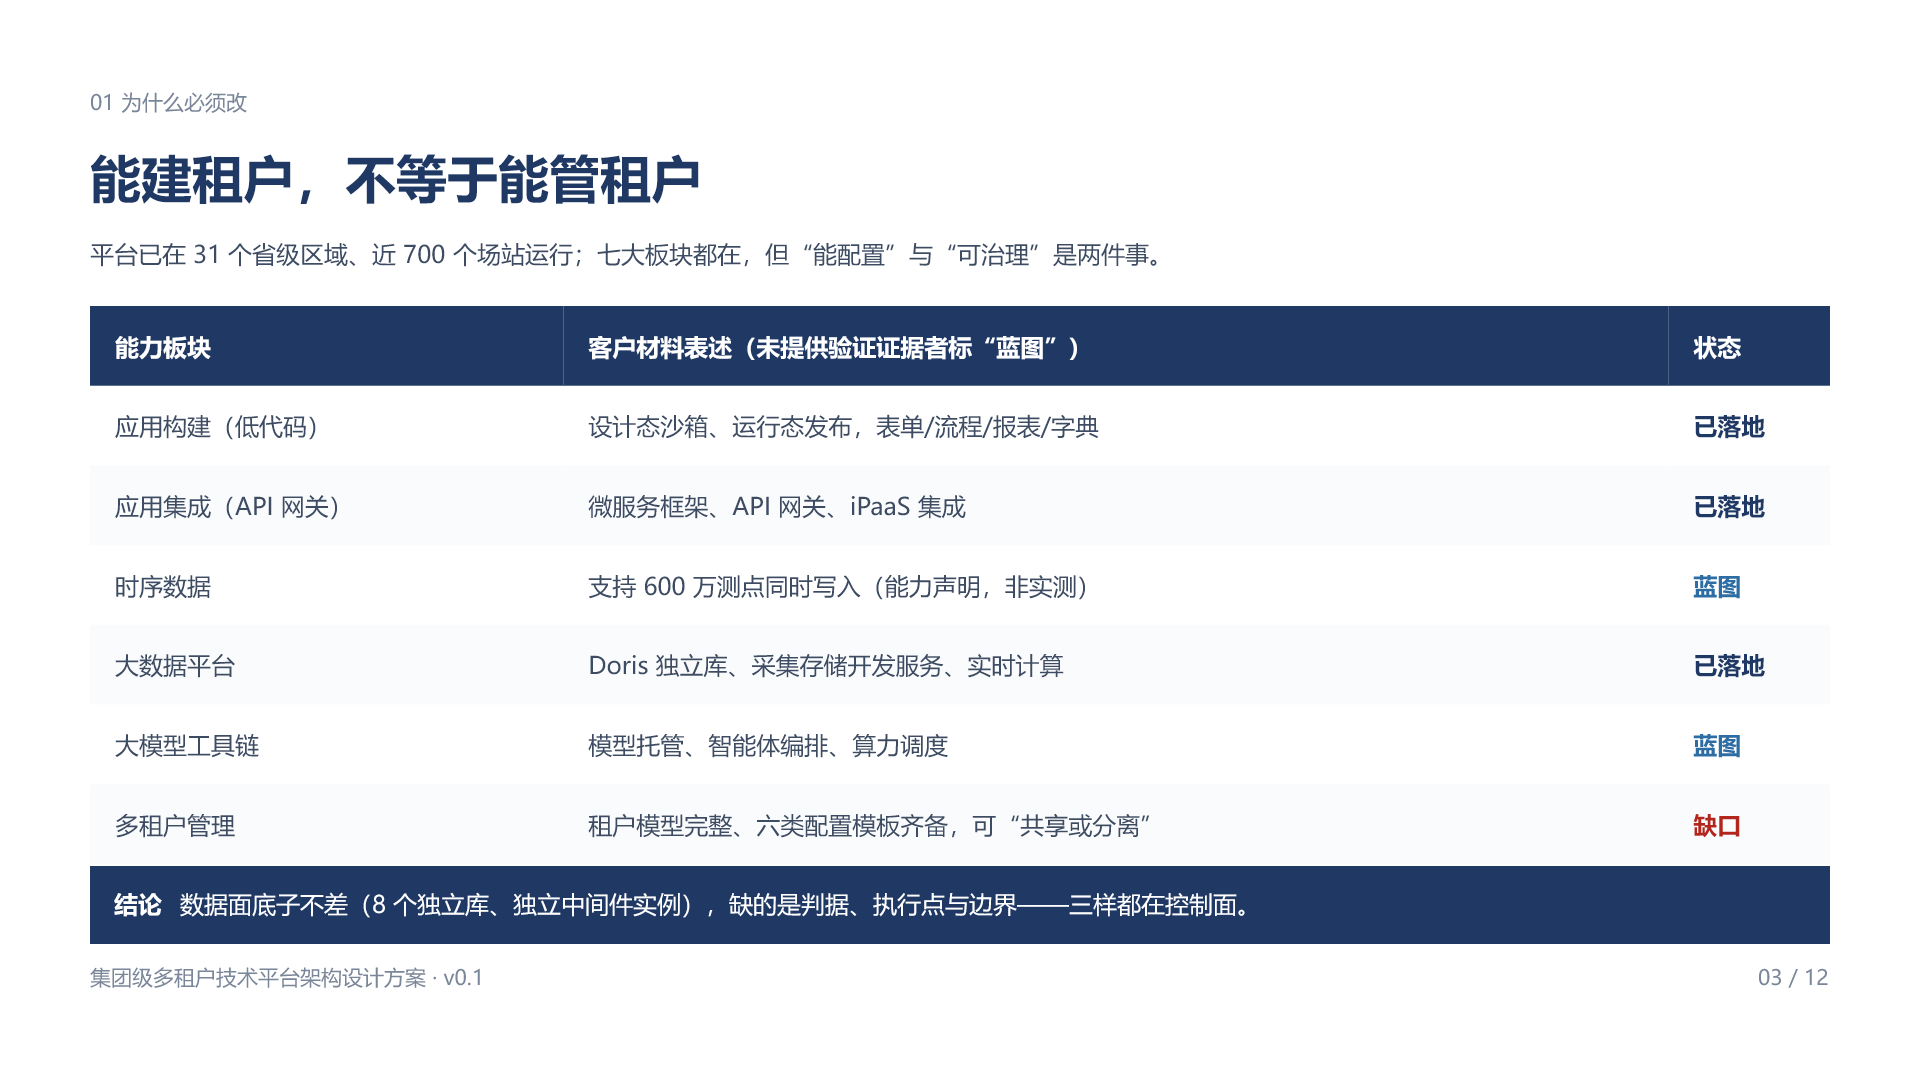 01 为什么必须改
能建租户，不等于能管租户
平台已在 31 个省级区域、近 700 个场站运行；七大板块都在，但“能配置”与“可治理”是两件事。
能力板块 客户材料表述（未提供验证证据者标“蓝图”） 状态
应用构建（低代码） 设计态沙箱、运行态发布，表单/流程/报表/字典 已落地
应用集成（API 网关） 微服务框架、API 网关、iPaaS 集成 已落地
时序数据 支持 600 万测点同时写入（能力声明，非实测） 蓝图
大数据平台 Doris 独立库、采集存储开发服务、实时计算 已落地
大模型工具链 模型托管、智能体编排、算力调度 蓝图
多租户管理 租户模型完整、六类配置模板齐备，可“共享或分离” 缺口
结论 数据面底子不差（8 个独立库、独立中间件实例），缺的是判据、执行点与边界——三样都在控制面。
集团级多租户技术平台架构设计方案 · v0.1
03 / 12